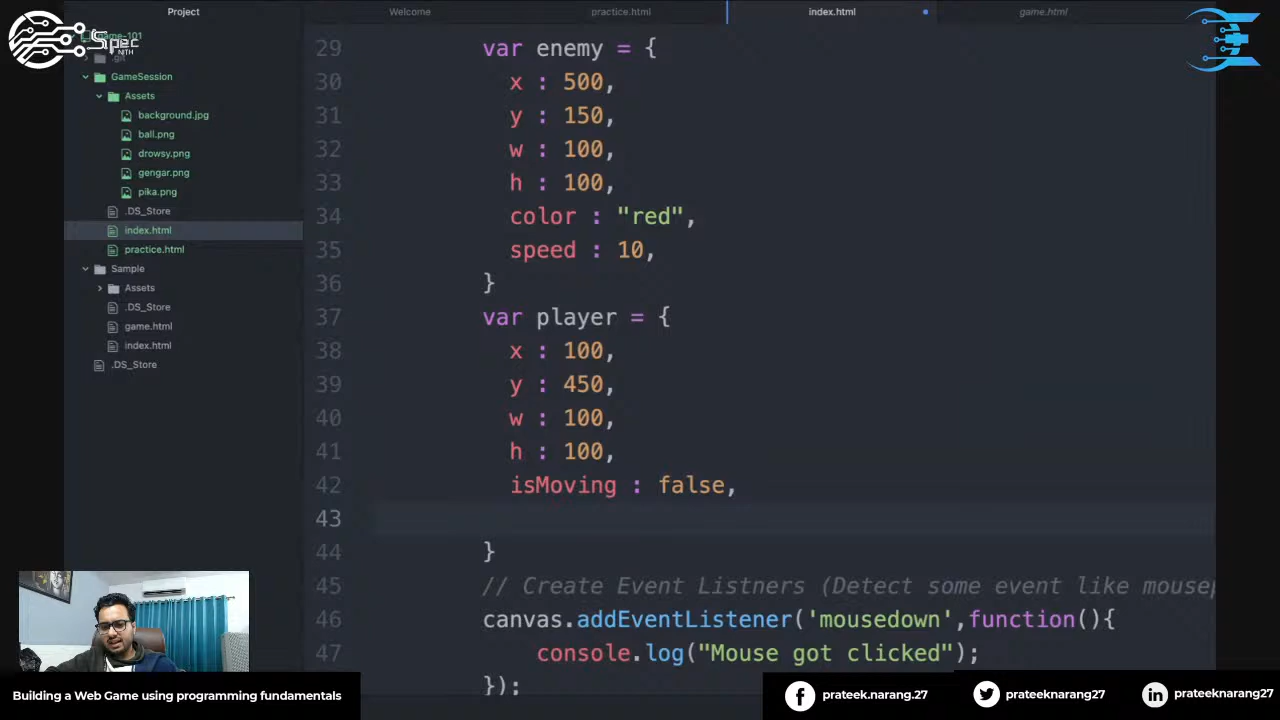 Project
Welcome
practice.html
index.html
game.html
Spec
NITH
game-101
.git
GameSession
Assets
background.jpg
ball.png
drowsy.png
gengar.png
pika.png
.DS_Store
index.html
practice.html
Sample
Assets
.DS_Store
game.html
index.html
.DS_Store
29 var enemy = {
30 x : 500,
31 y : 150,
32 w : 100,
33 h : 100,
34 color : "red",
35 speed : 10,
36 }
37 var player = {
38 x : 100,
39 y : 450,
40 w : 100,
41 h : 100,
42 isMoving : false,
43
44 }
45 // Create Event Listners (Detect some event like
46 canvas.addEventListener('mousedown',function(){
47 console.log("Mouse got clicked");
});
Building a Web Game using programming fundamentals
prateek.narang.27
prateeknarang27
prateeknarang27